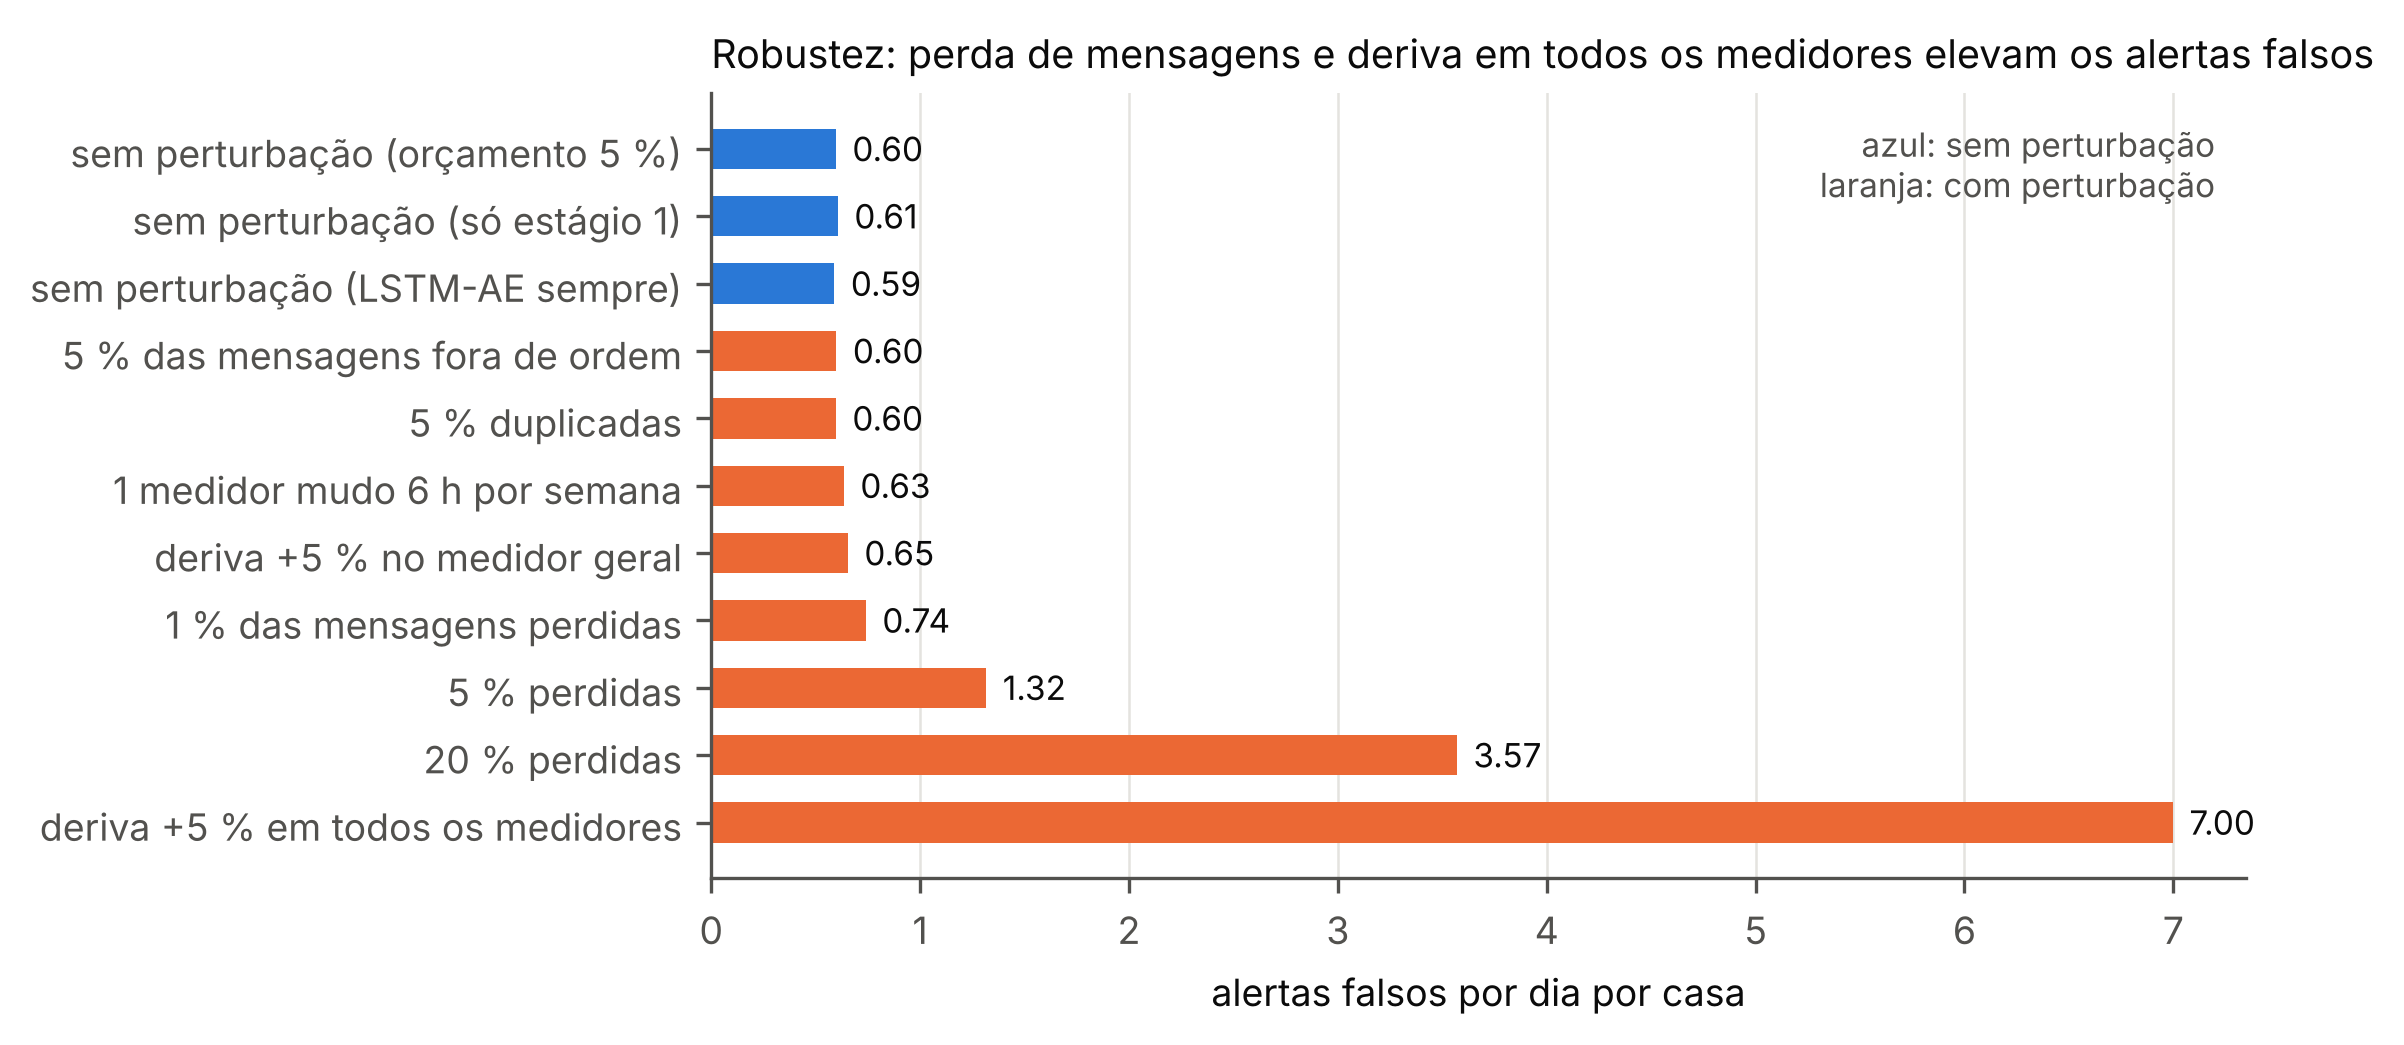 Robustez: perda de mensagens e deriva em todos os medidores elevam os alertas falsos
azul: sem perturbação
laranja: com perturbação
sem perturbação (orçamento 5 %) 0.60
sem perturbação (só estágio 1) 0.61
sem perturbação (LSTM-AE sempre) 0.59
5 % das mensagens fora de ordem 0.60
5 % duplicadas 0.60
1 medidor mudo 6 h por semana 0.63
deriva +5 % no medidor geral 0.65
1 % das mensagens perdidas 0.74
5 % perdidas 1.32
20 % perdidas 3.57
deriva +5 % em todos os medidores 7.00
0 1 2 3 4 5 6 7
alertas falsos por dia por casa